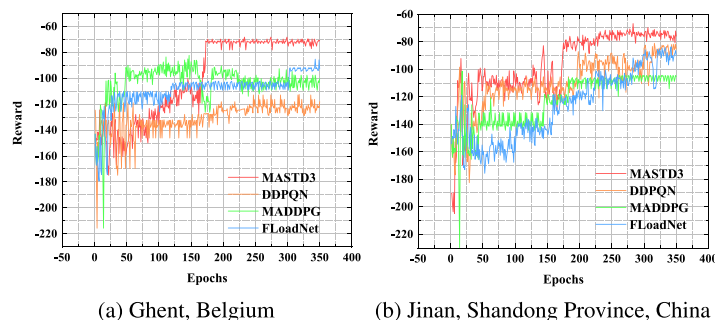 -60
-80
-100
-120
-140
-160
-180
-200
-220
Reward
-50 0 50 100 150 200 250 300 350 400
Epochs
MASTD3
DDPQN
MADDPG
FLoadNet
(a) Ghent, Belgium
-60
-80
-100
-120
-140
-160
-180
-200
-220
Reward
-50 0 50 100 150 200 250 300 350 400
Epochs
MASTD3
DDPQN
MADDPG
FLoadNet
(b) Jinan, Shandong Province, China